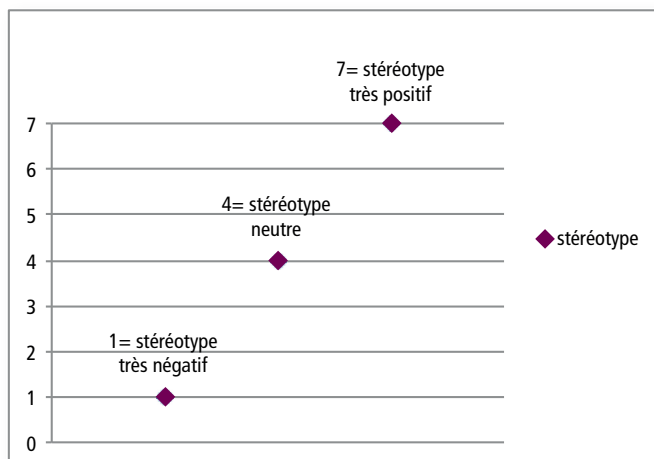 7= stéréotype
très positif
7
6
5
4= stéréotype
neutre
stéréotype
4
3
2
1= stéréotype
très négatif
1
0